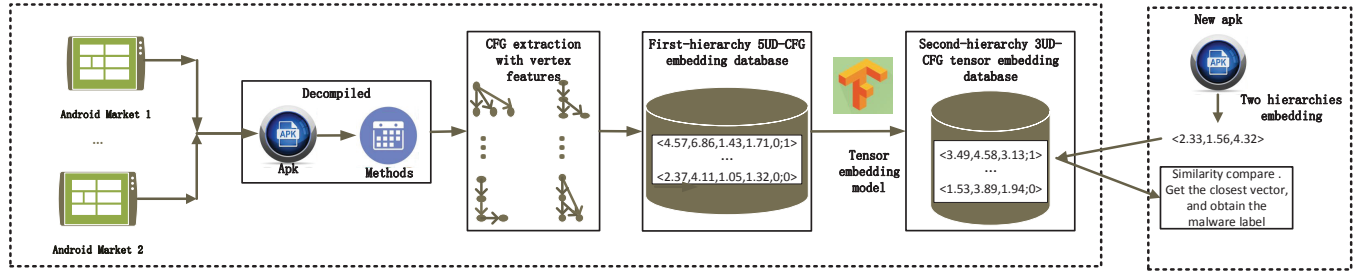 Android Market 1
...
Android Market 2
Decompiled
APK
Apk
Methods
CFG extraction
with vertex
features
First-hierarchy 5UD-CFG
embedding database
<4.57,6.86,1.43,1.71,0;1>
...
<2.37,4.11,1.05,1.32,0;0>
Tensor
embedding
model
Second-hierarchy 3UD-
CFG tensor embedding
database
<3.49,4.58,3.13;1>
...
<1.53,3.89,1.94;0>
New apk
APK
Two hierarchies
embedding
<2.33,1.56,4.32>
Similarity compare .
Get the closest vector,
and obtain the
malware label